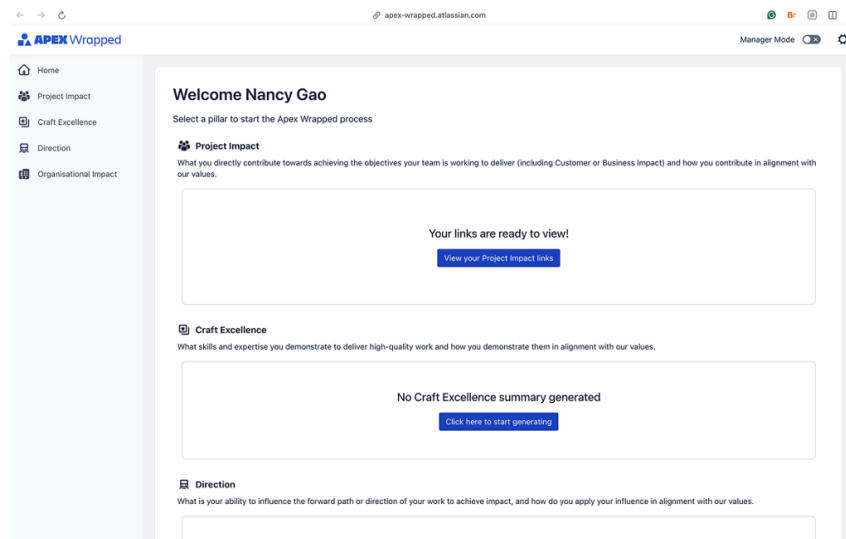 apex-wrapped.atlassian.com
Br
APEX Wrapped
Manager Mode
Home
Project Impact
Craft Excellence
Direction
Organisational Impact
Welcome Nancy Gao
Select a pillar to start the Apex Wrapped process
Project Impact
What you directly contribute towards achieving the objectives your team is working to deliver (including Customer or Business Impact) and how you contribute in alignment with
our values.
Your links are ready to view!
View your Project Impact links
Craft Excellence
What skills and expertise you demonstrate to deliver high-quality work and how you demonstrate them in alignment with our values.
No Craft Excellence summary generated
Click here to start generating
Direction
What is your ability to influence the forward path or direction of your work to achieve impact, and how do you apply your influence in alignment with our values.